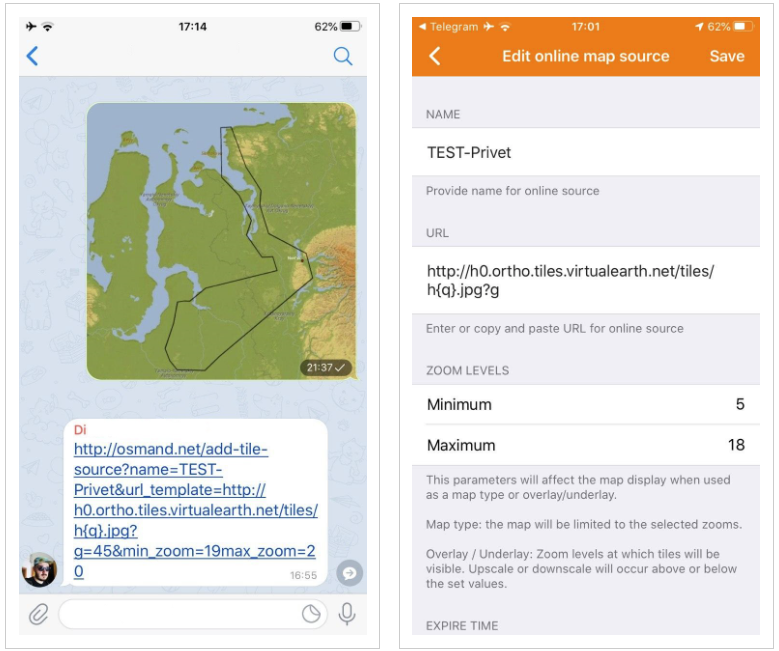 17:14
62%
21:37
Di
http://osmand.net/add-tile-
source?name=TEST-
Privet&url_template=http://
h0.ortho.tiles.virtualearth.net/tiles/
h{q}.jpg?
g=45&min_zoom=19max_zoom=2
0
16:55
Telegram
17:01
62%
Edit online map source
Save
NAME
TEST-Privet
Provide name for online source
URL
http://h0.ortho.tiles.virtualearth.net/tiles/
h{q}.jpg?g
Enter or copy and paste URL for online source
ZOOM LEVELS
Minimum 5
Maximum 18
This parameters will affect the map display when used
as a map type or overlay/underlay.
Map type: the map will be limited to the selected zooms.
Overlay / Underlay: Zoom levels at which tiles will be
visible. Upscale or downscale will occur above or below
the set values.
EXPIRE TIME